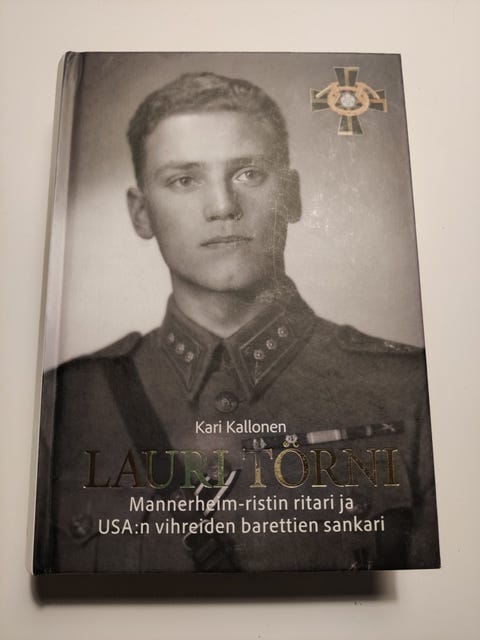 Kari Kallonen
LAURI TÖRNI
Mannerheim-ristin ritari ja
USA:n vihreiden barettien sankari